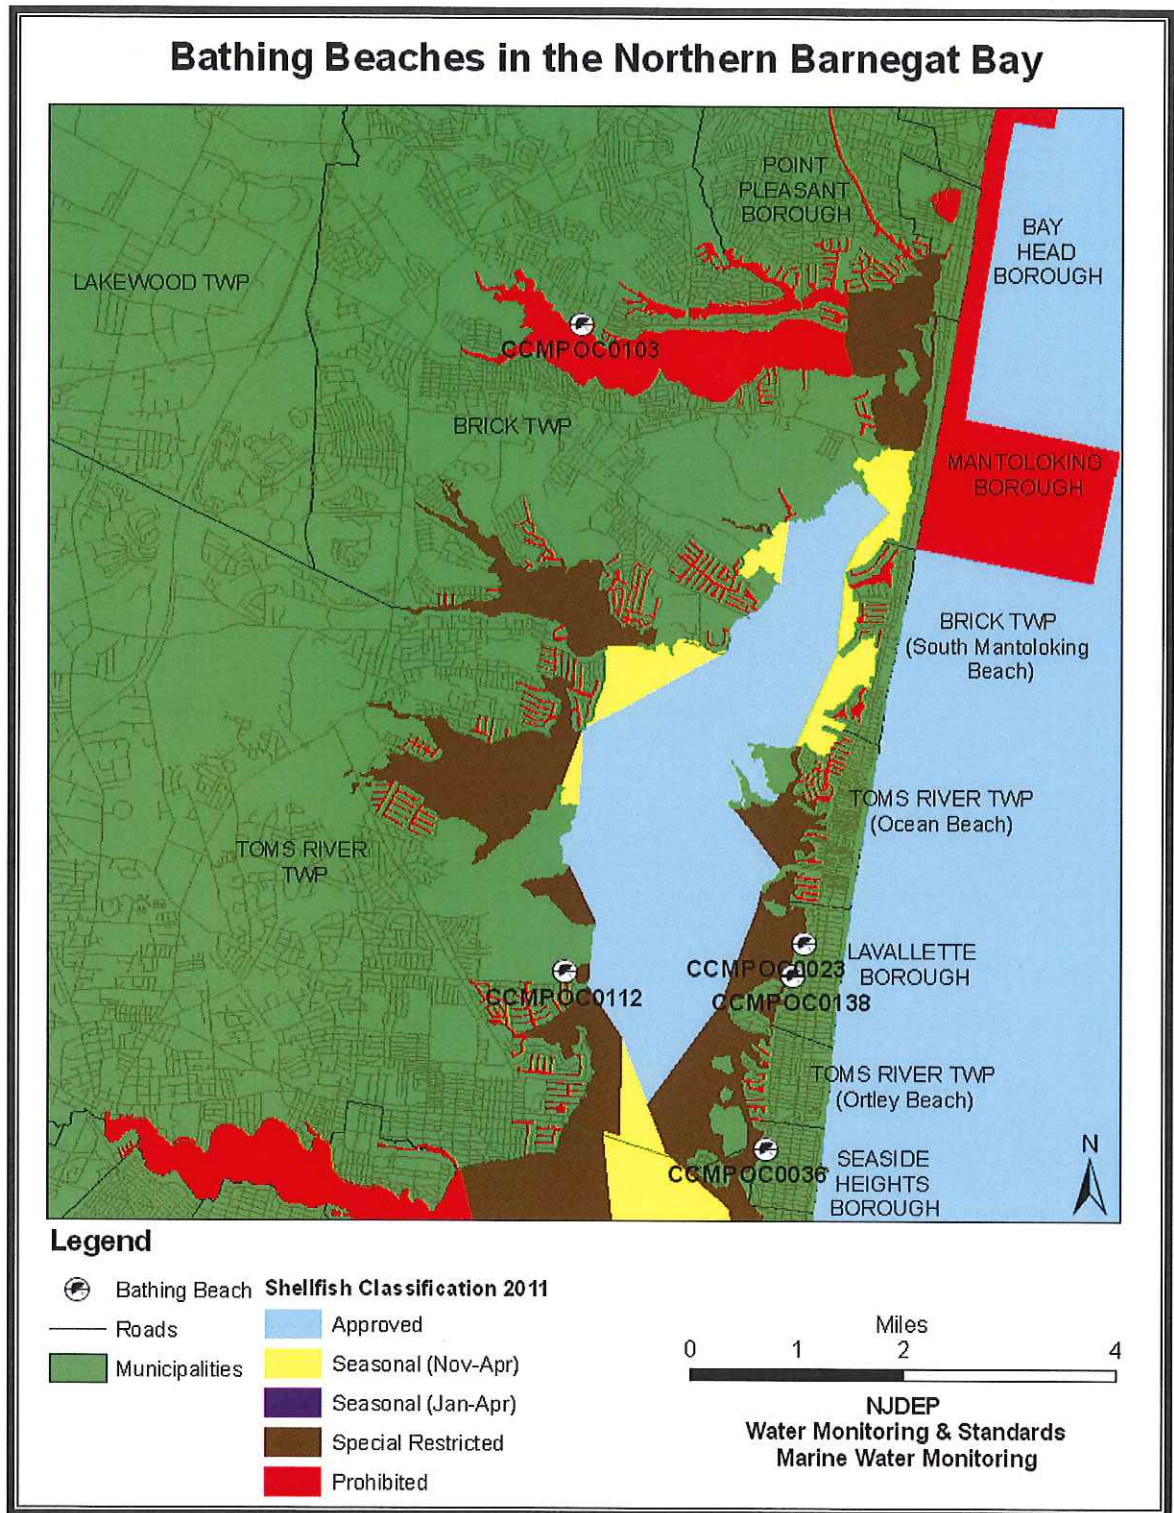 Bathing Beaches in the Northern Barnegat Bay
POINT
PLEASANT
BOROUGH
BAY
HEAD
BOROUGH
LAKEWOOD TWP
CCMPOC0103
BRICK TWP
MANTOLOKING
BOROUGH
BRICK TWP
(South Mantoloking
Beach)
TOMS RIVER TWP
(Ocean Beach)
TOMS RIVER
TWP
LAVALLETTE
BOROUGH
CCMPOC0023
CCMPOC0112
CCMPOC0138
TOMS RIVER TWP
(Ortley Beach)
N
CCMPOC0036
SEASIDE
HEIGHTS
BOROUGH
Legend
Bathing Beach
Roads
Municipalities
Shellfish Classification 2011
Approved
Seasonal (Nov-Apr)
Seasonal (Jan-Apr)
Special Restricted
Prohibited
Miles
0 1 2 4
NJDEP
Water Monitoring & Standards
Marine Water Monitoring